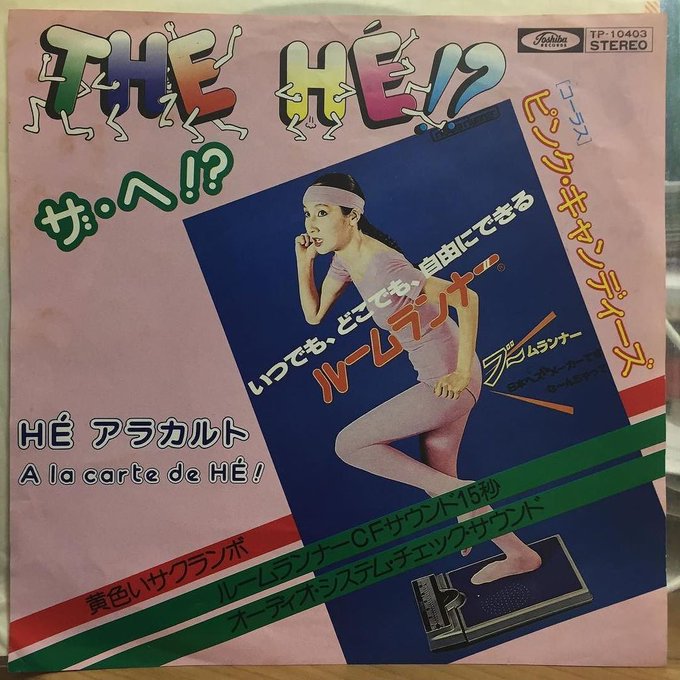 THE HÉ!?
Toshiba
RECORDS
TP-10403
STEREO
ザ・ヘ!?
[コーラス]
ピンク・キャンディーズ
いつでも、どこでも、自由にできる
ルームランナー®
ムランナー
HÉ アラカルト
A la carte de HÉ!
黄色いサクランボ
ルームランナーCFサウンド15秒
オーディオ・システム・チェック・サウンド